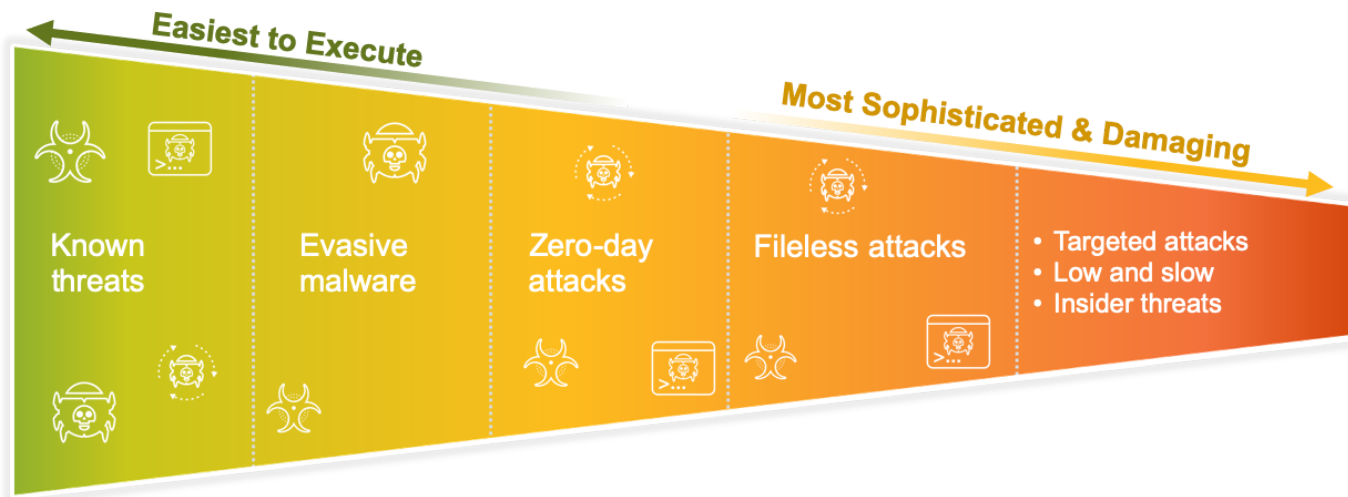 Easiest to Execute
Most Sophisticated & Damaging
Known
threats
Evasive
malware
Zero-day
attacks
Fileless attacks
• Targeted attacks
• Low and slow
• Insider threats
>...
>...
>...